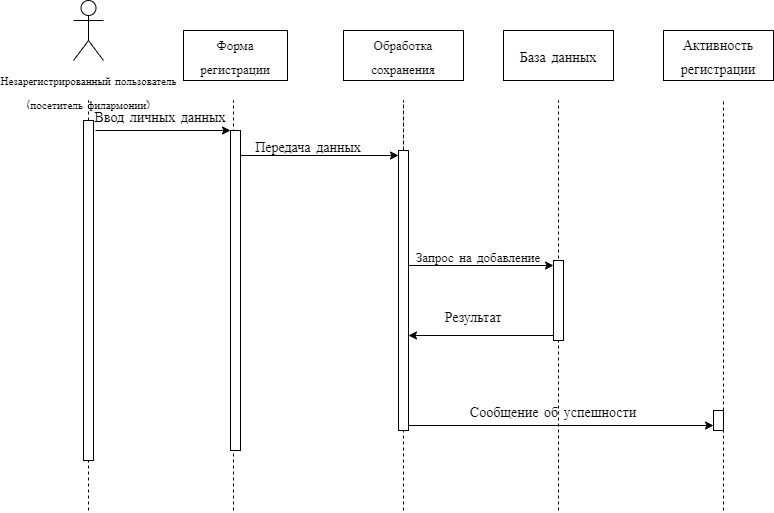 Незарегистрированный пользователь
(посетитель филармонии)
Форма
регистрации
Обработка
сохранения
База данных
Активность
регистрации
Ввод личных данных
Передача данных
Запрос на добавление
Результат
Сообщение об успешности